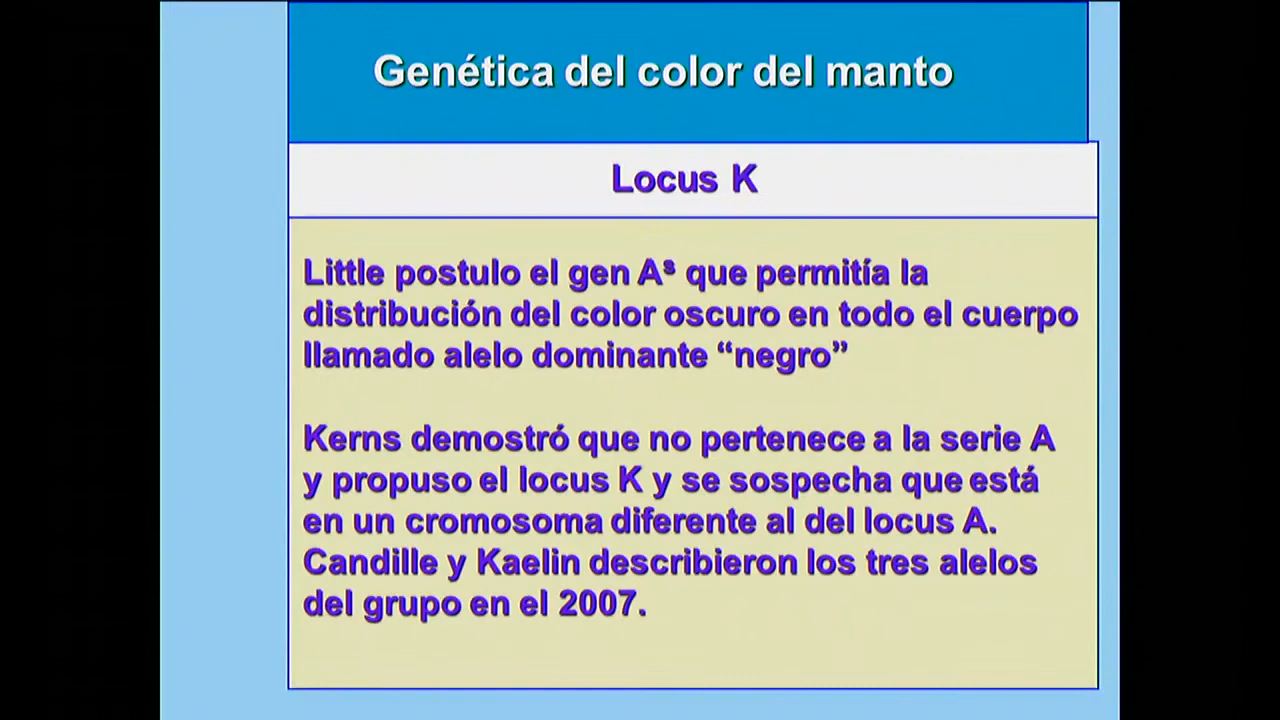 Genética del color del manto
Locus K
Little postulo el gen Aˢ que permitía la
distribución del color oscuro en todo el cuerpo
llamado alelo dominante “negro”
Kerns demostró que no pertenece a la serie A
y propuso el locus K y se sospecha que está
en un cromosoma diferente al del locus A.
Candille y Kaelin describieron los tres alelos
del grupo en el 2007.